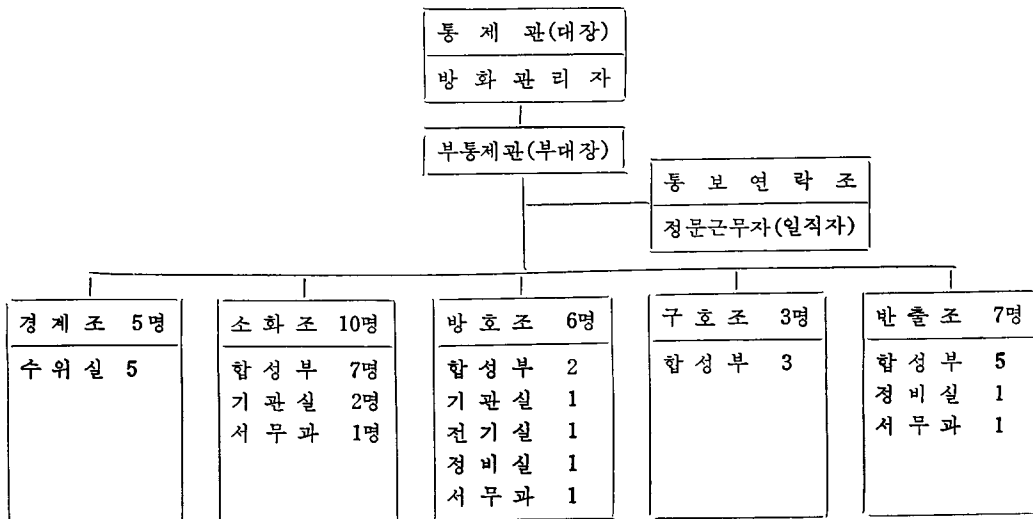 통 제 관(대장)
방 화 관 리 자
부통제관(부대장)
통 보 연 락 조
정문근무자(일직자)
경 계 조 5명
수 위 실 5
소 화 조 10명
합 성 부 7명
기 관 실 2명
서 무 과 1명
방 호 조 6명
합 성 부 2
기 관 실 1
전 기 실 1
정 비 실 1
서 무 과 1
구 호 조 3명
합 성 부 3
반 출 조 7명
합 성 부 5
정 비 실 1
서 무 과 1